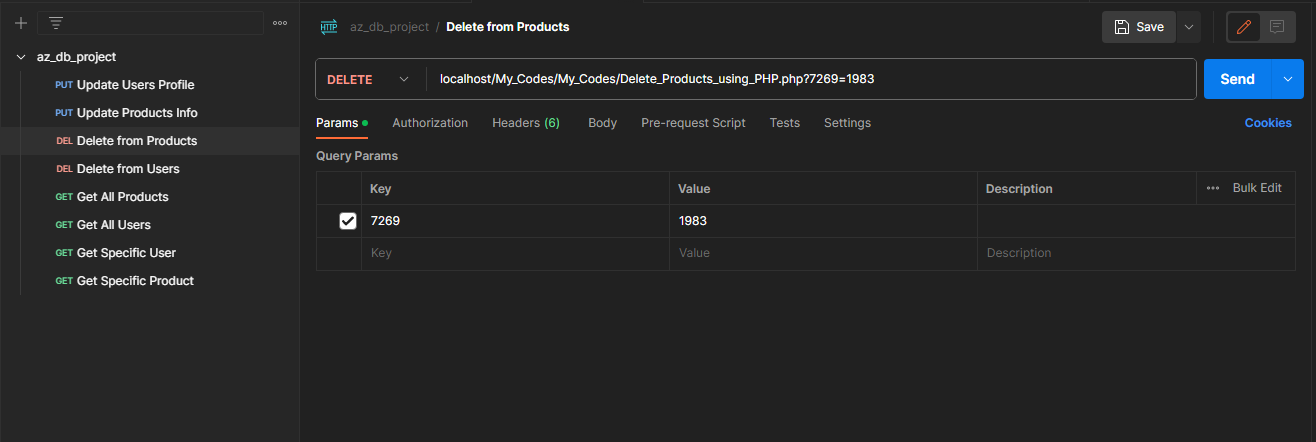 az_db_project
PUT Update Users Profile
PUT Update Products Info
DEL Delete from Products
DEL Delete from Users
GET Get All Products
GET Get All Users
GET Get Specific User
GET Get Specific Product
HTTP az_db_project / Delete from Products
Save
DELETE localhost/My_Codes/My_Codes/Delete_Products_using_PHP.php?7269=1983
Send
Params Authorization Headers (6) Body Pre-request Script Tests Settings Cookies
Query Params
Key Value Description Bulk Edit
7269 1983
Key Value Description